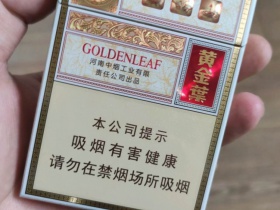 GOLDENLEAF
河南中烟工业有限
责任公司出品
黄金葉
本公司提示
吸烟有害健康
请勿在禁烟场所吸烟